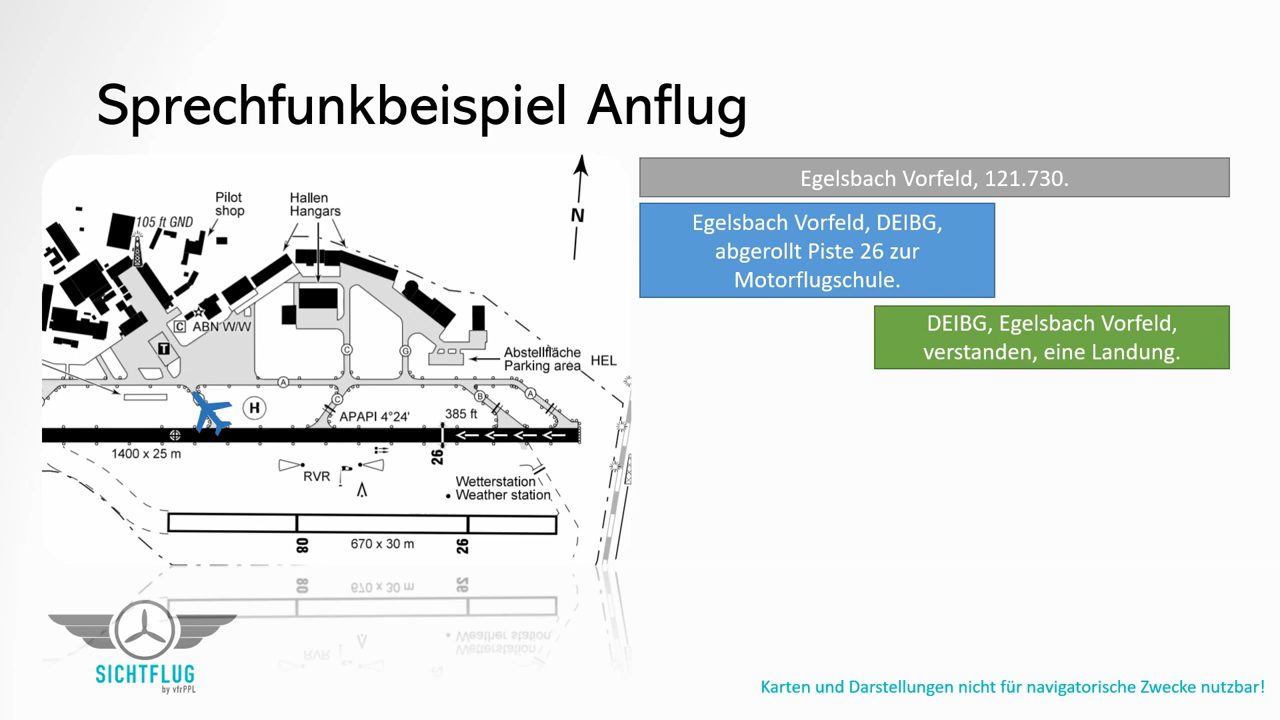 Sprechfunkbeispiel Anflug
Egelsbach Vorfeld, 121.730.
Egelsbach Vorfeld, DEIBG,
abgerollt Piste 26 zur
Motorflugschule.
DEIBG, Egelsbach Vorfeld,
verstanden, eine Landung.
Pilot
shop
Hallen
Hangars
105 ft GND
N
C
ABN W/W
T
C
G
Abstellfläche
Parking area
HEL
A
H
C
B
A
APAPI 4°24'
385 ft
1400 x 25 m
26
RVR
Wetterstation
Weather station
08
670 x 30 m
26
SICHTFLUG
by vfrPPL
Karten und Darstellungen nicht für navigatorische Zwecke nutzbar!